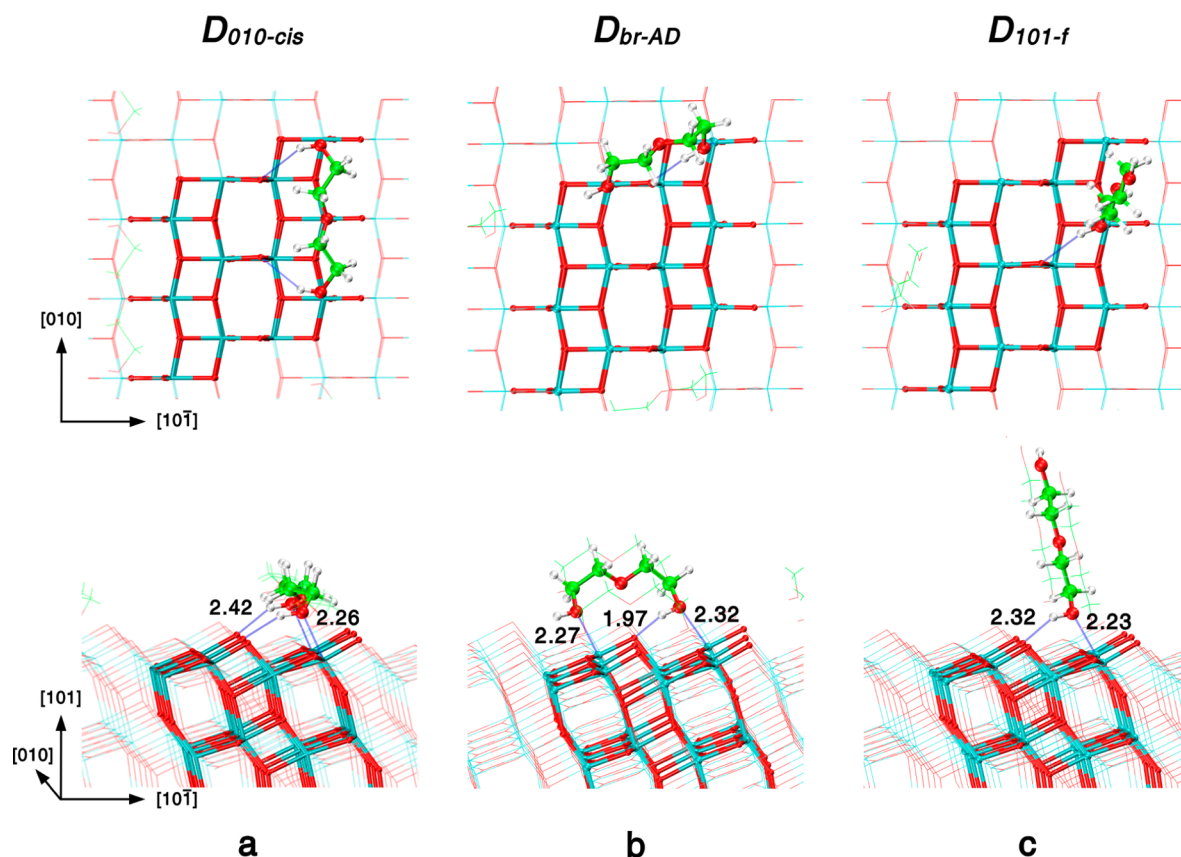 D010-cis
Dbr-AD
D101-f
[010]
[101̄]
2.42
2.26
2.27
1.97
2.32
2.32
2.23
[101]
[010]
[101̄]
a
b
c